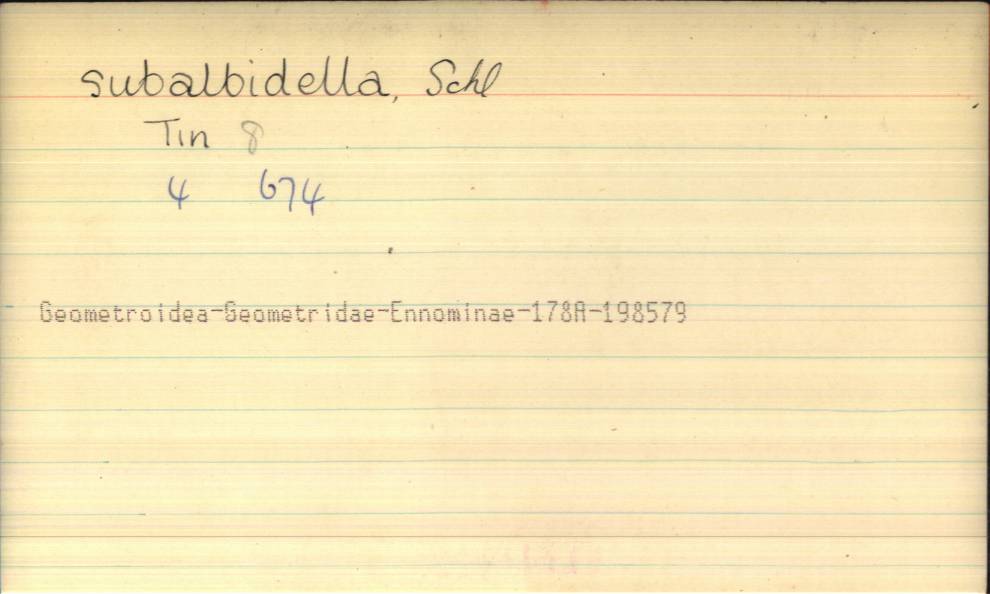 subalbidella, Schl
Tin 8
4 674
Geometroidea-Geometridae-Ennominae-178A-198579